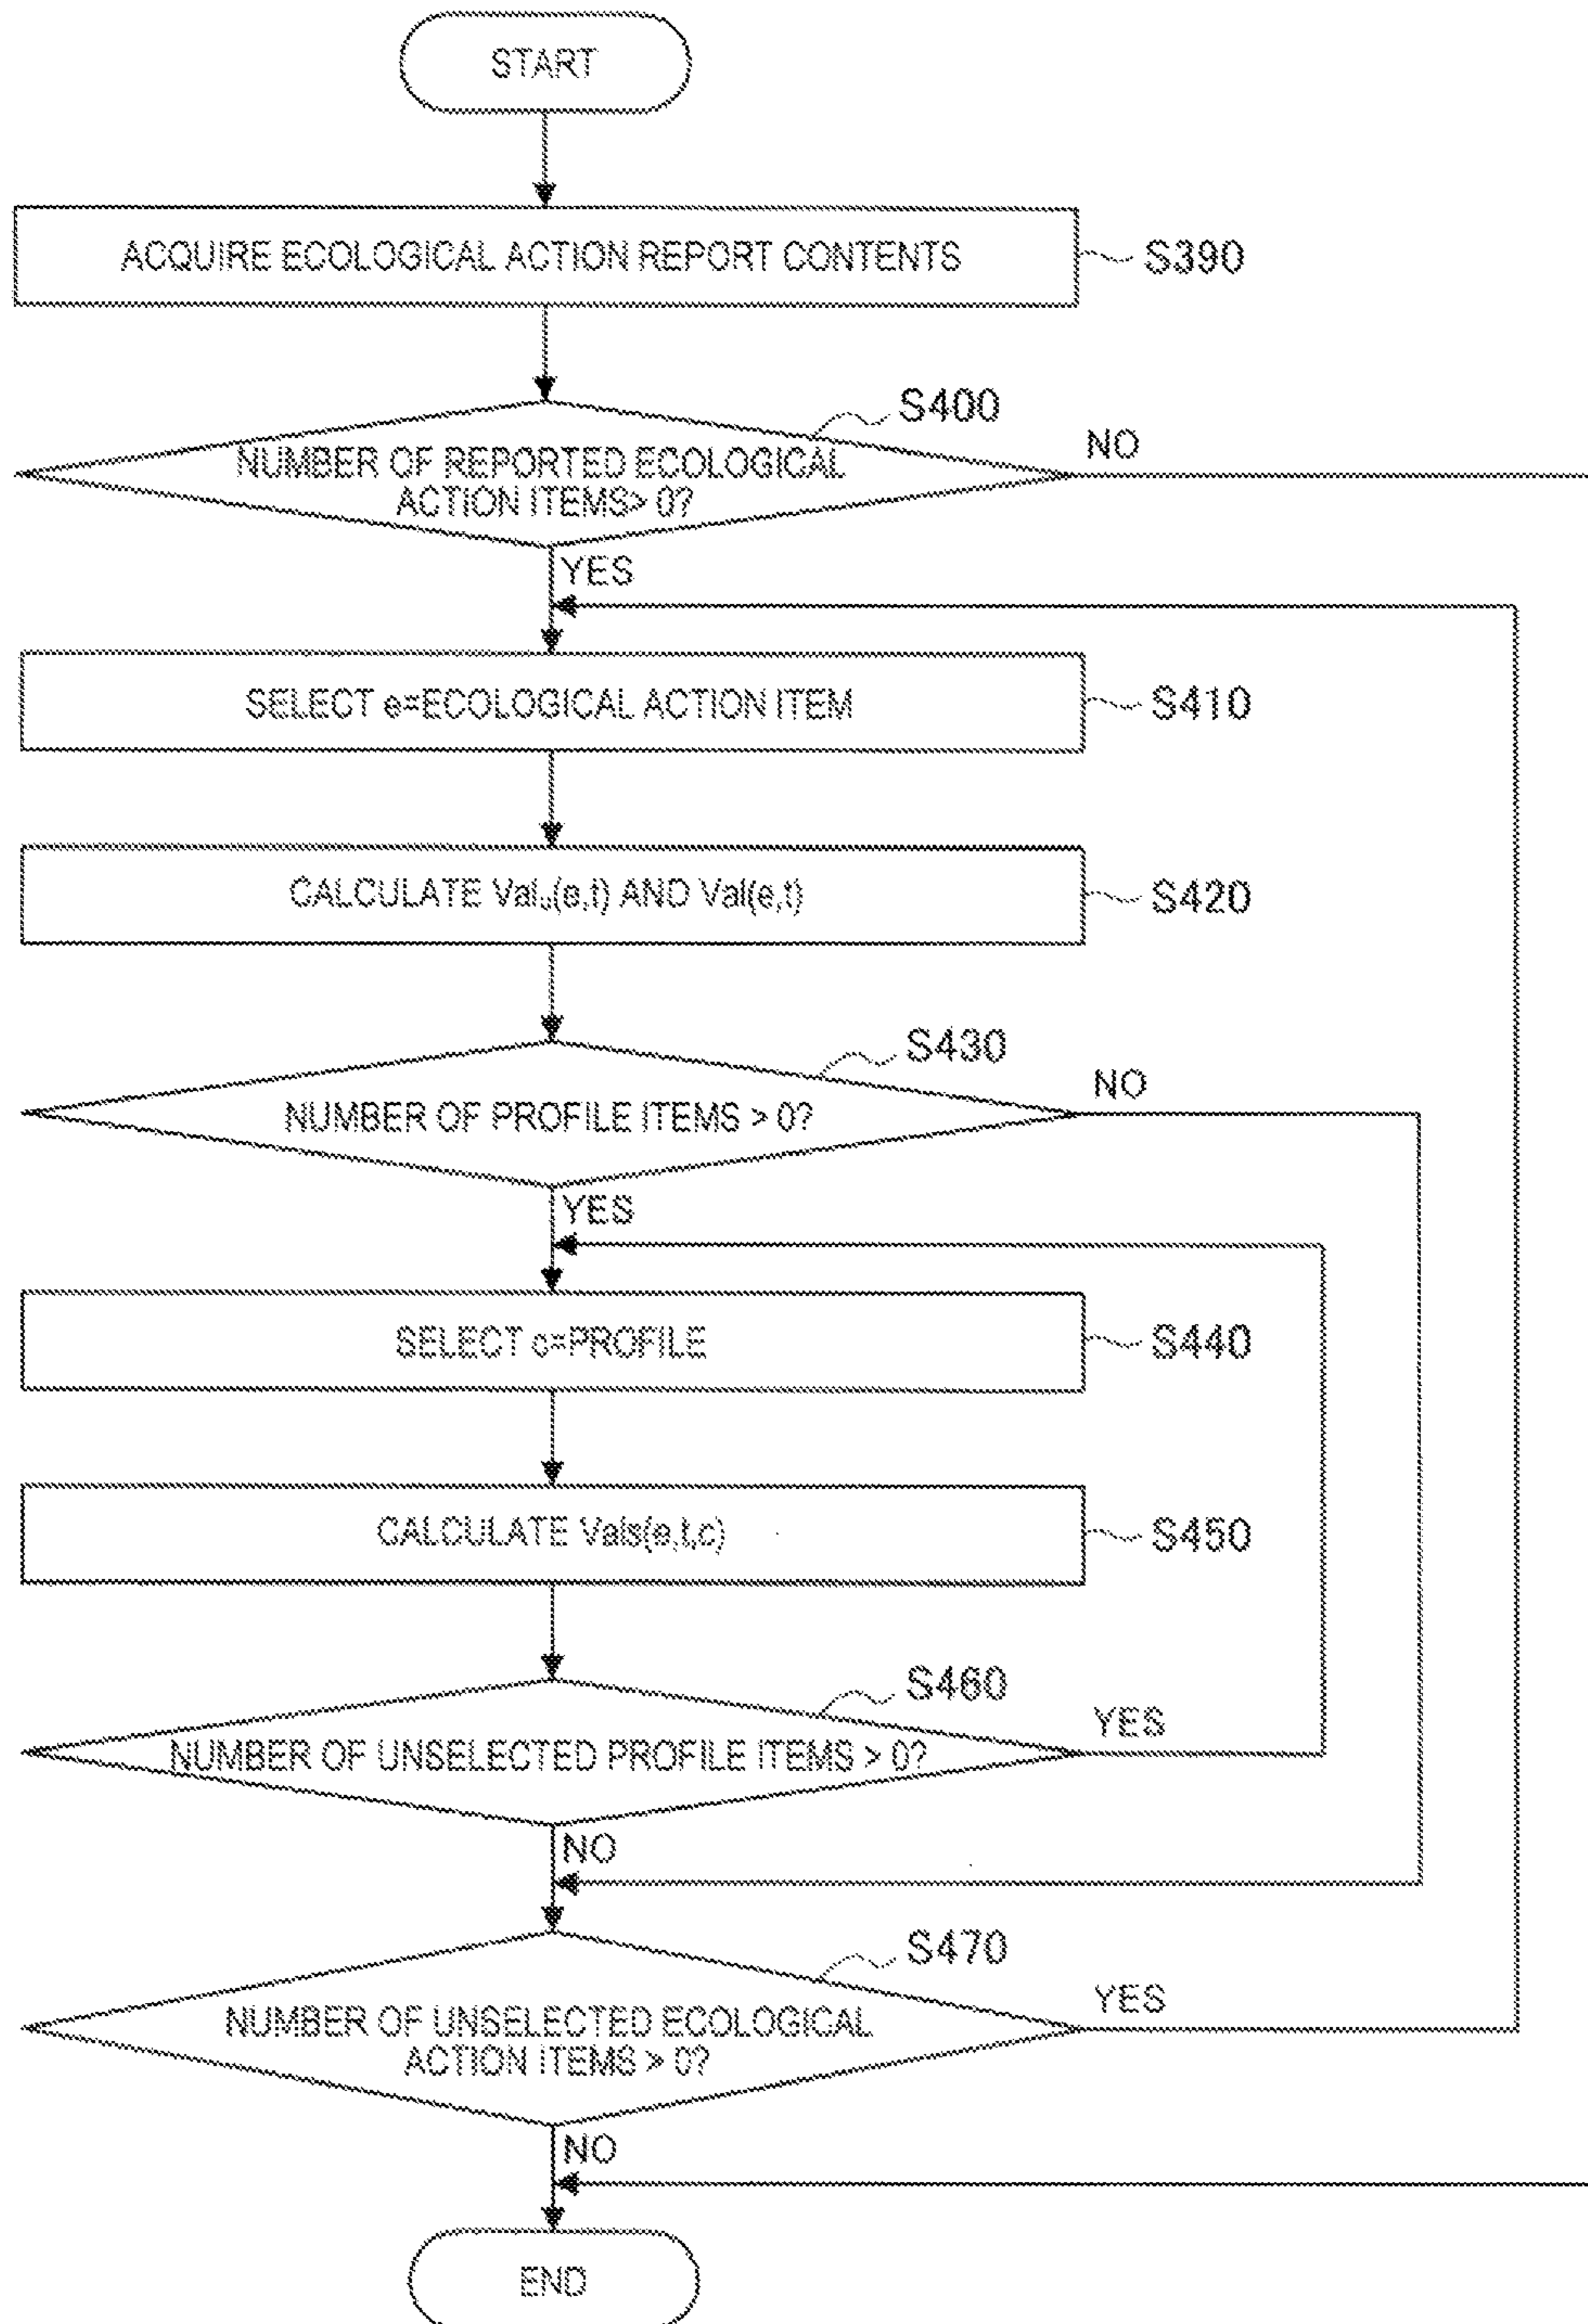 START
ACQUIRE ECOLOGICAL ACTION REPORT CONTENTS
S390
S400
NUMBER OF REPORTED ECOLOGICAL
ACTION ITEMS> 0?
NO
YES
SELECT e=ECOLOGICAL ACTION ITEM
S410
CALCULATE Valᵤ(e,t) AND Val(e,t)
S420
S430
NUMBER OF PROFILE ITEMS > 0?
NO
YES
SELECT c=PROFILE
S440
CALCULATE Vals(e,t,c)
S450
S460
NUMBER OF UNSELECTED PROFILE ITEMS > 0?
YES
NO
S470
NUMBER OF UNSELECTED ECOLOGICAL
ACTION ITEMS > 0?
YES
NO
END